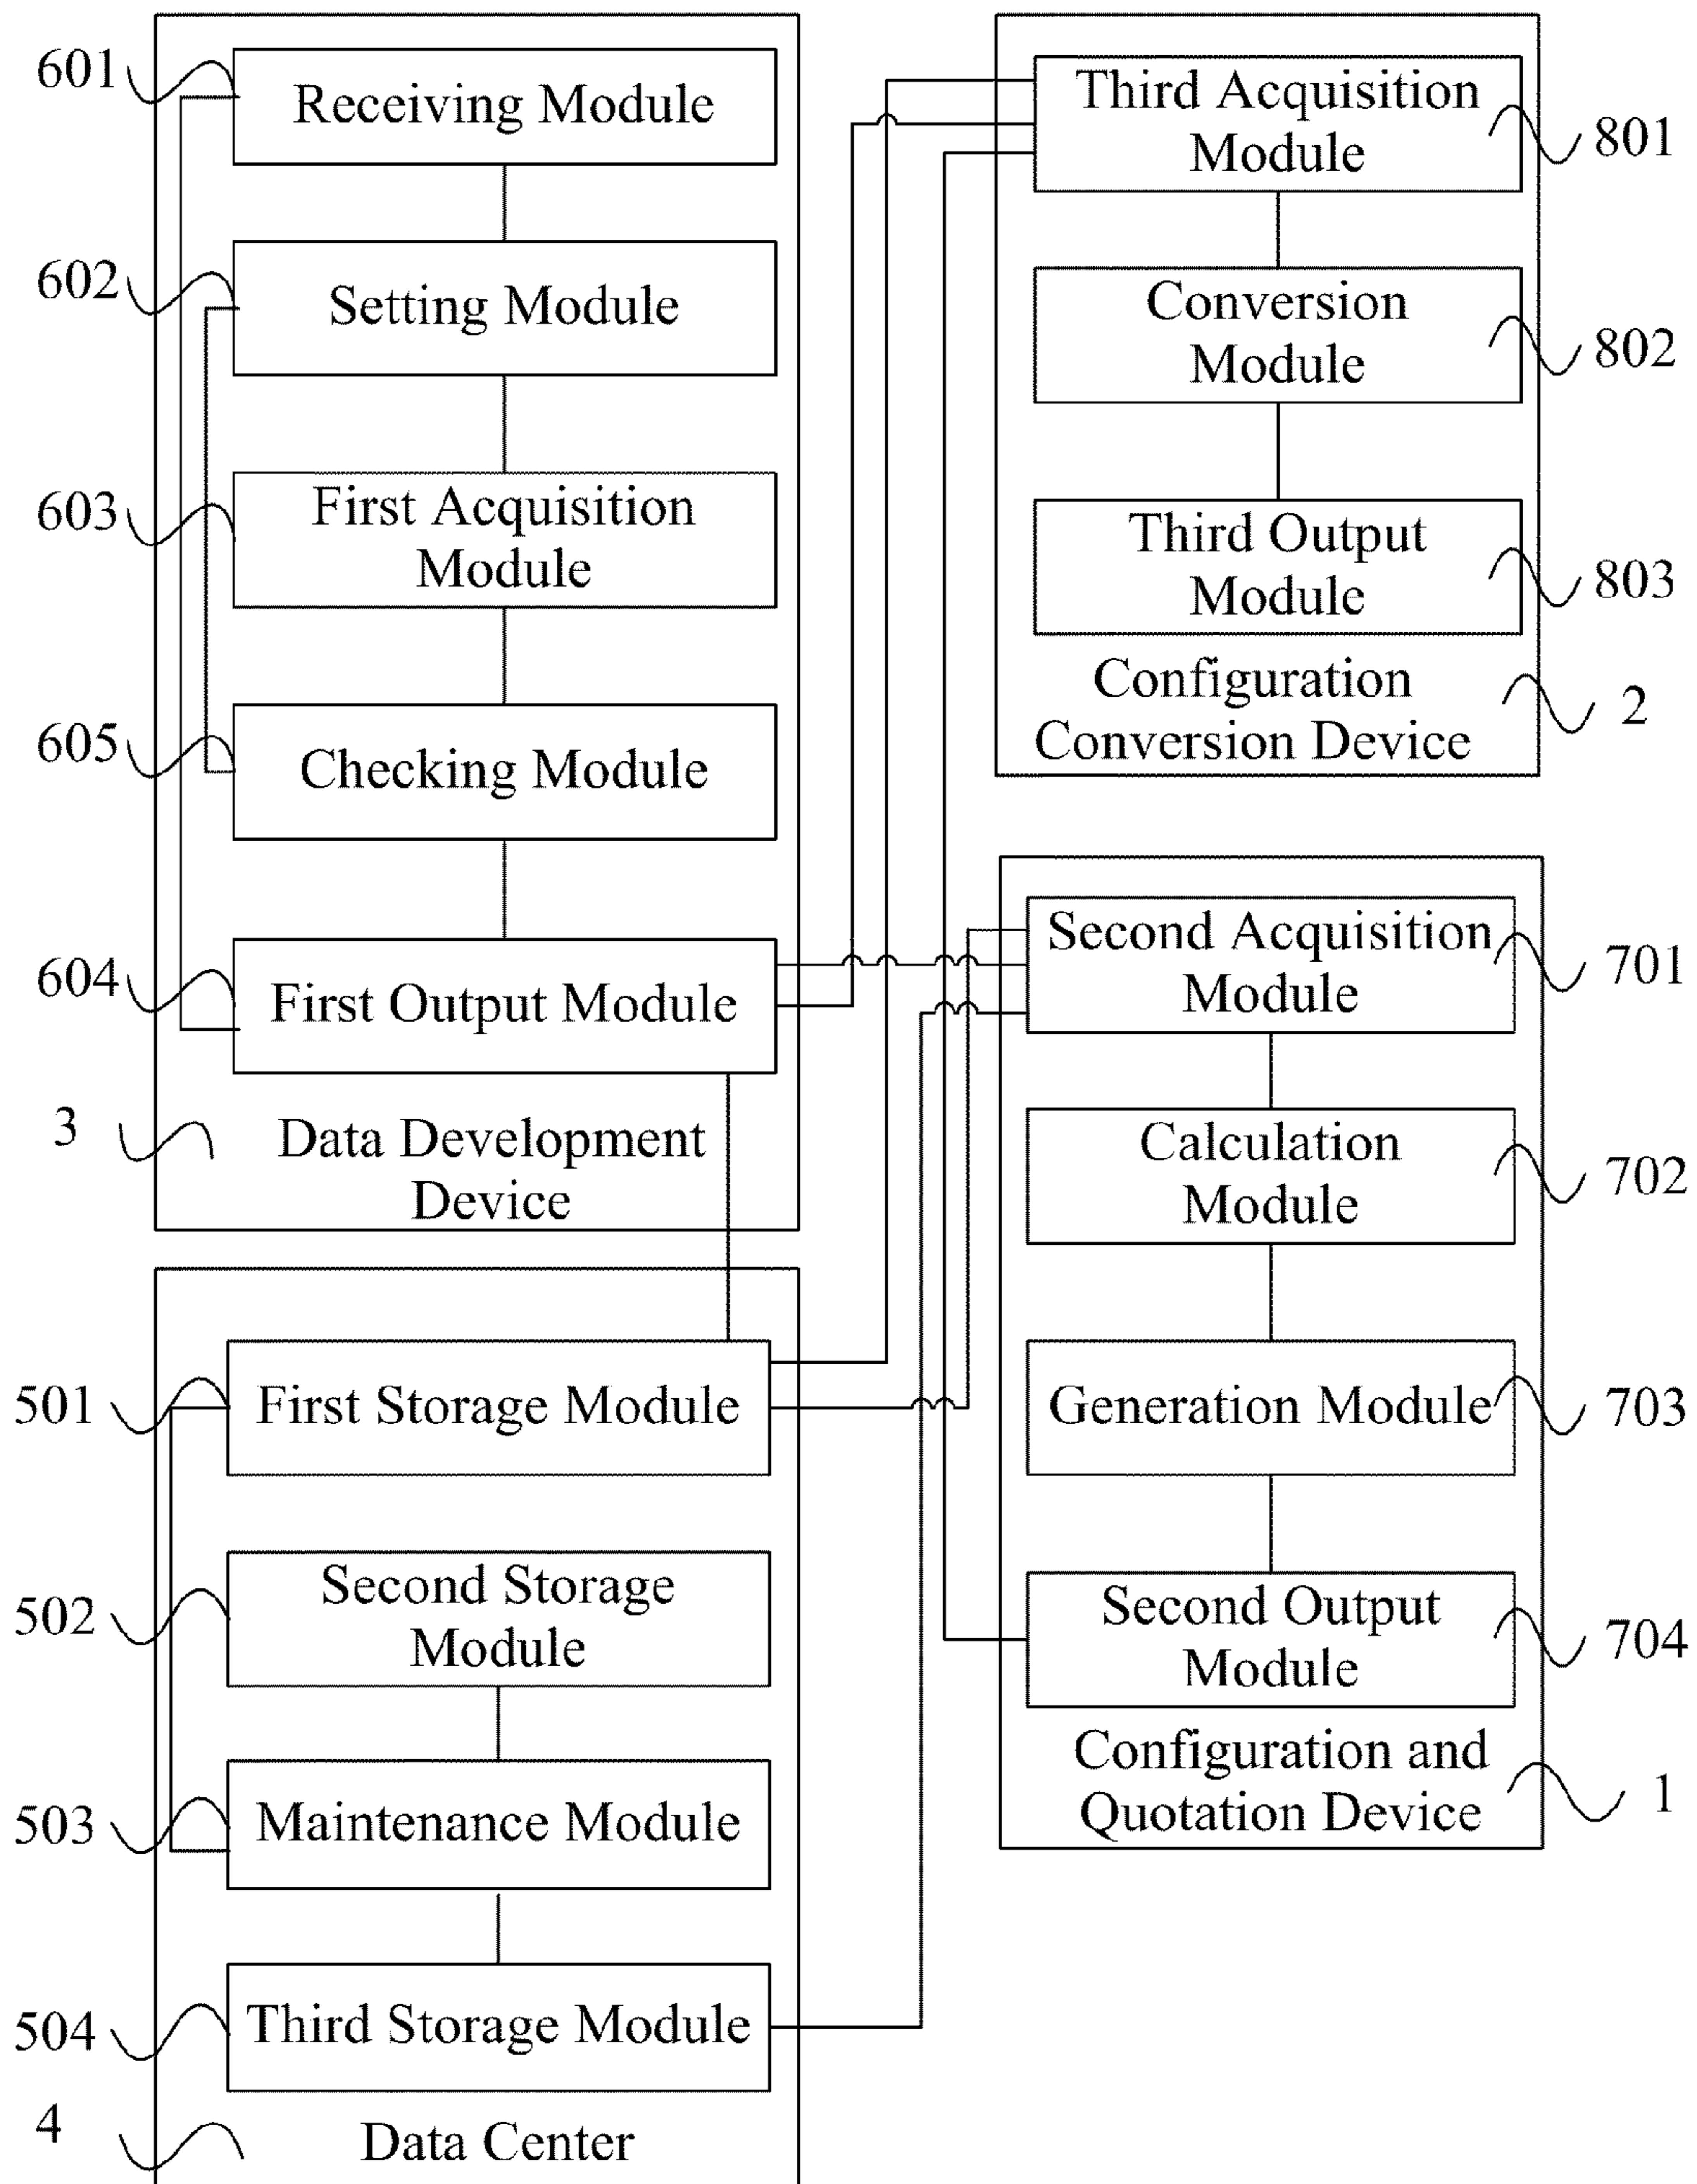 601
Receiving Module
602
Setting Module
603
First Acquisition
Module
605
Checking Module
604
First Output Module
3
Data Development
Device
501
First Storage Module
502
Second Storage
Module
503
Maintenance Module
504
Third Storage Module
4
Data Center
Third Acquisition
Module
801
Conversion
Module
802
Third Output
Module
803
Configuration
Conversion Device
2
Second Acquisition
Module
701
Calculation
Module
702
Generation Module
703
Second Output
Module
704
Configuration and
Quotation Device
1